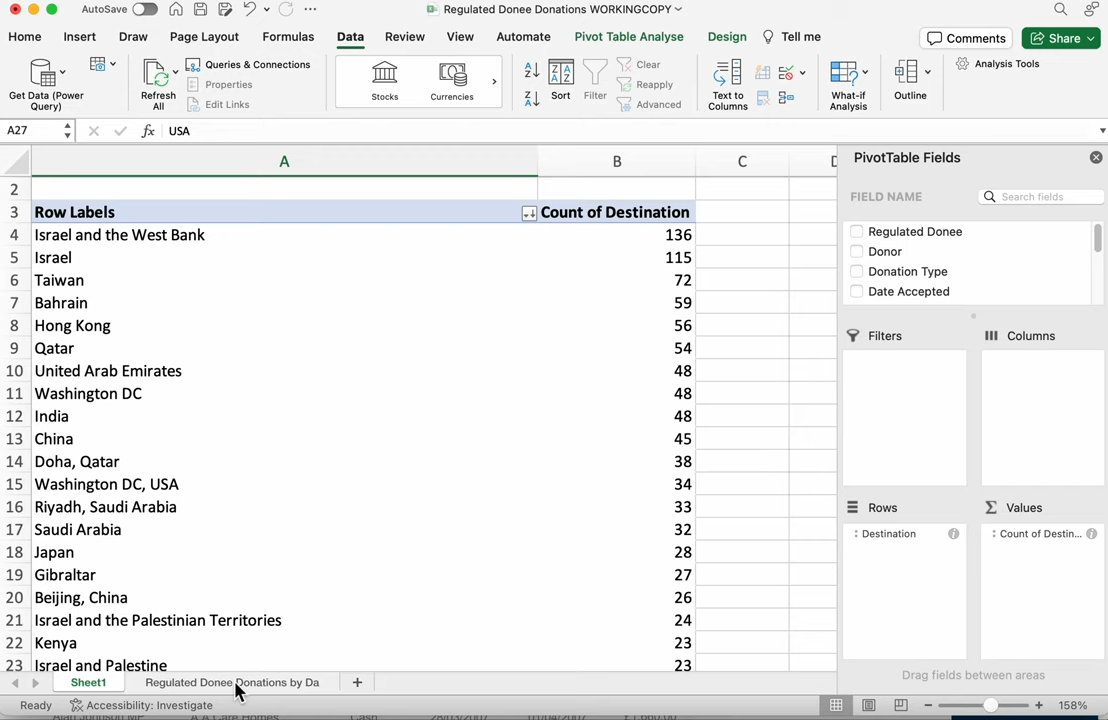 AutoSave
Regulated Donee Donations WORKINGCOPY
Home Insert Draw Page Layout Formulas Data Review View Automate Pivot Table Analyse Design Tell me Comments Share
Get Data (Power Query)
Refresh All
Queries & Connections
Properties
Edit Links
Stocks
Currencies
Sort
Filter
Clear
Reapply
Advanced
Text to Columns
What-if Analysis
Outline
Analysis Tools
A27 fx USA
A B C D
2
3 Row Labels Count of Destination
4 Israel and the West Bank 136
5 Israel 115
6 Taiwan 72
7 Bahrain 59
8 Hong Kong 56
9 Qatar 54
10 United Arab Emirates 48
11 Washington DC 48
12 India 48
13 China 45
14 Doha, Qatar 38
15 Washington DC, USA 34
16 Riyadh, Saudi Arabia 33
17 Saudi Arabia 32
18 Japan 28
19 Gibraltar 27
20 Beijing, China 26
21 Israel and the Palestinian Territories 24
22 Kenya 23
23 Israel and Palestine 23
PivotTable Fields
FIELD NAME
Search fields
Regulated Donee
Donor
Donation Type
Date Accepted
Filters
Columns
Rows
Values
Destination
Count of Destin...
Drag fields between areas
Sheet1 Regulated Donee Donations by Da
Ready Accessibility: Investigate 158%